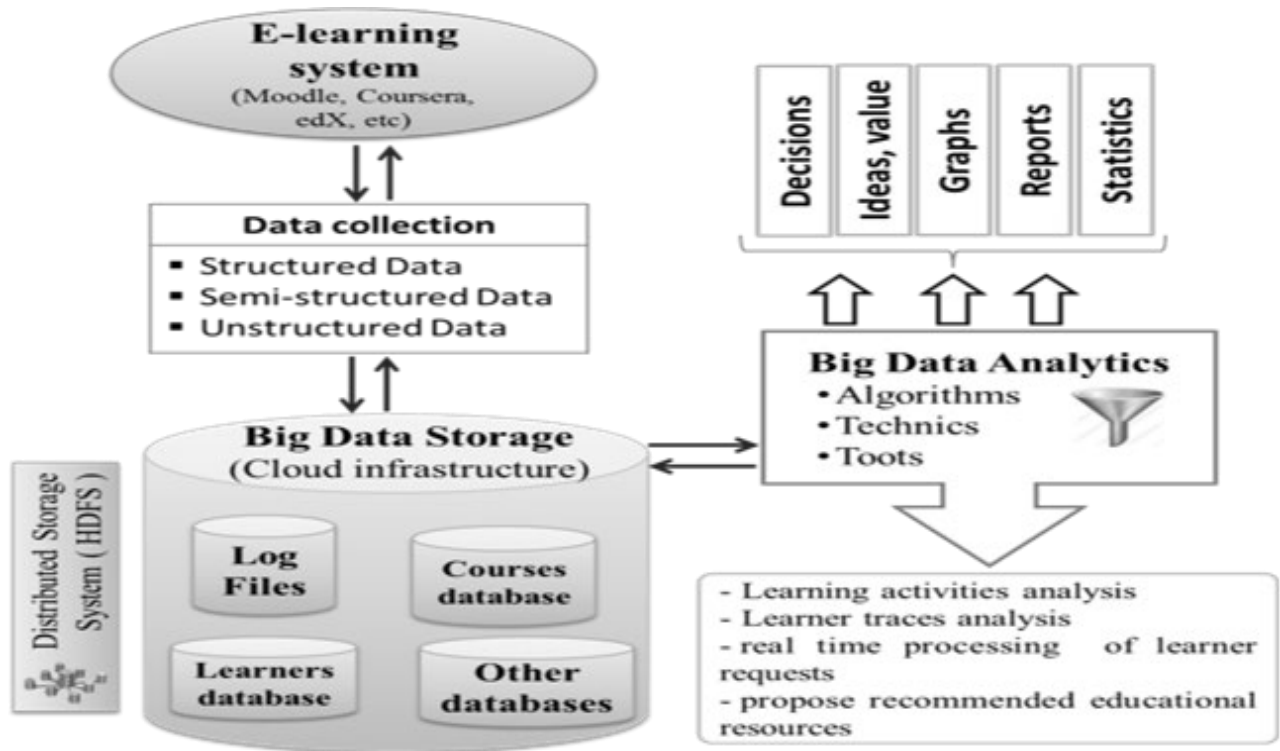 E-learning
system
(Moodle, Coursera,
edX, etc)
Data collection
▪ Structured Data
▪ Semi-structured Data
▪ Unstructured Data
Big Data Storage
(Cloud infrastructure)
Log
Files
Courses
database
Learners
database
Other
databases
Distributed Storage
System ( HDFS )
Decisions
Ideas, value
Graphs
Reports
Statistics
Big Data Analytics
• Algorithms
• Technics
• Toots
- Learning activities analysis
- Learner traces analysis
- real time processing of learner
requests
- propose recommended educational
resources